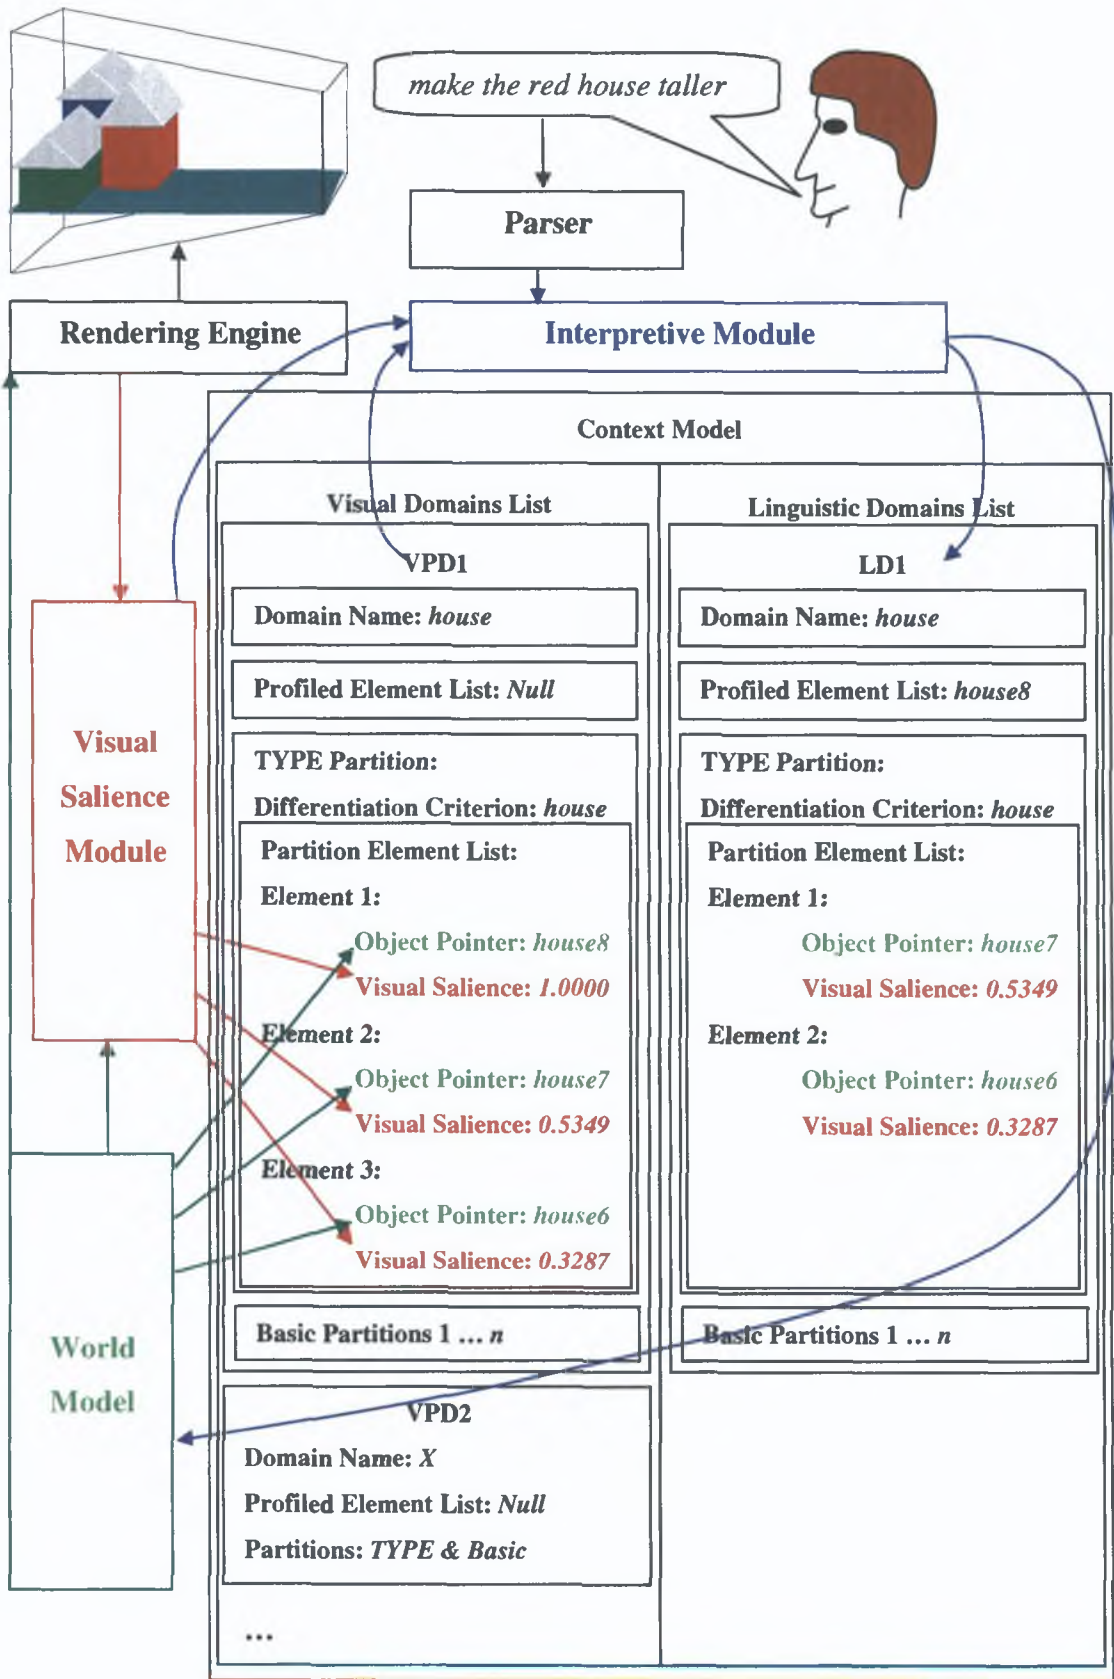 make the red house taller
Parser
Rendering Engine
Interpretive Module
Context Model
Visual Domains List
VPD1
Domain Name: house
Profiled Element List: Null
TYPE Partition:
Differentiation Criterion: house
Partition Element List:
Element 1:
Object Pointer: house8
Visual Salience: 1.0000
Element 2:
Object Pointer: house7
Visual Salience: 0.5349
Element 3:
Object Pointer: house6
Visual Salience: 0.3287
Basic Partitions 1 ... n
VPD2
Domain Name: X
Profiled Element List: Null
Partitions: TYPE & Basic
...
Linguistic Domains List
LD1
Domain Name: house
Profiled Element List: house8
TYPE Partition:
Differentiation Criterion: house
Partition Element List:
Element 1:
Object Pointer: house7
Visual Salience: 0.5349
Element 2:
Object Pointer: house6
Visual Salience: 0.3287
Basic Partitions 1 ... n
Visual
Salience
Module
World
Model